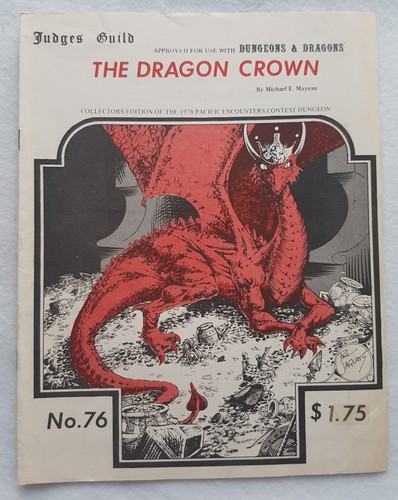 Judges Guild
APPROVED FOR USE WITH DUNGEONS & DRAGONS
THE DRAGON CROWN
By Michael E. Mayeau
COLLECTORS EDITION OF THE 1978 PACIFIC ENCOUNTERS CONTEST DUNGEON
No.76
$1.75